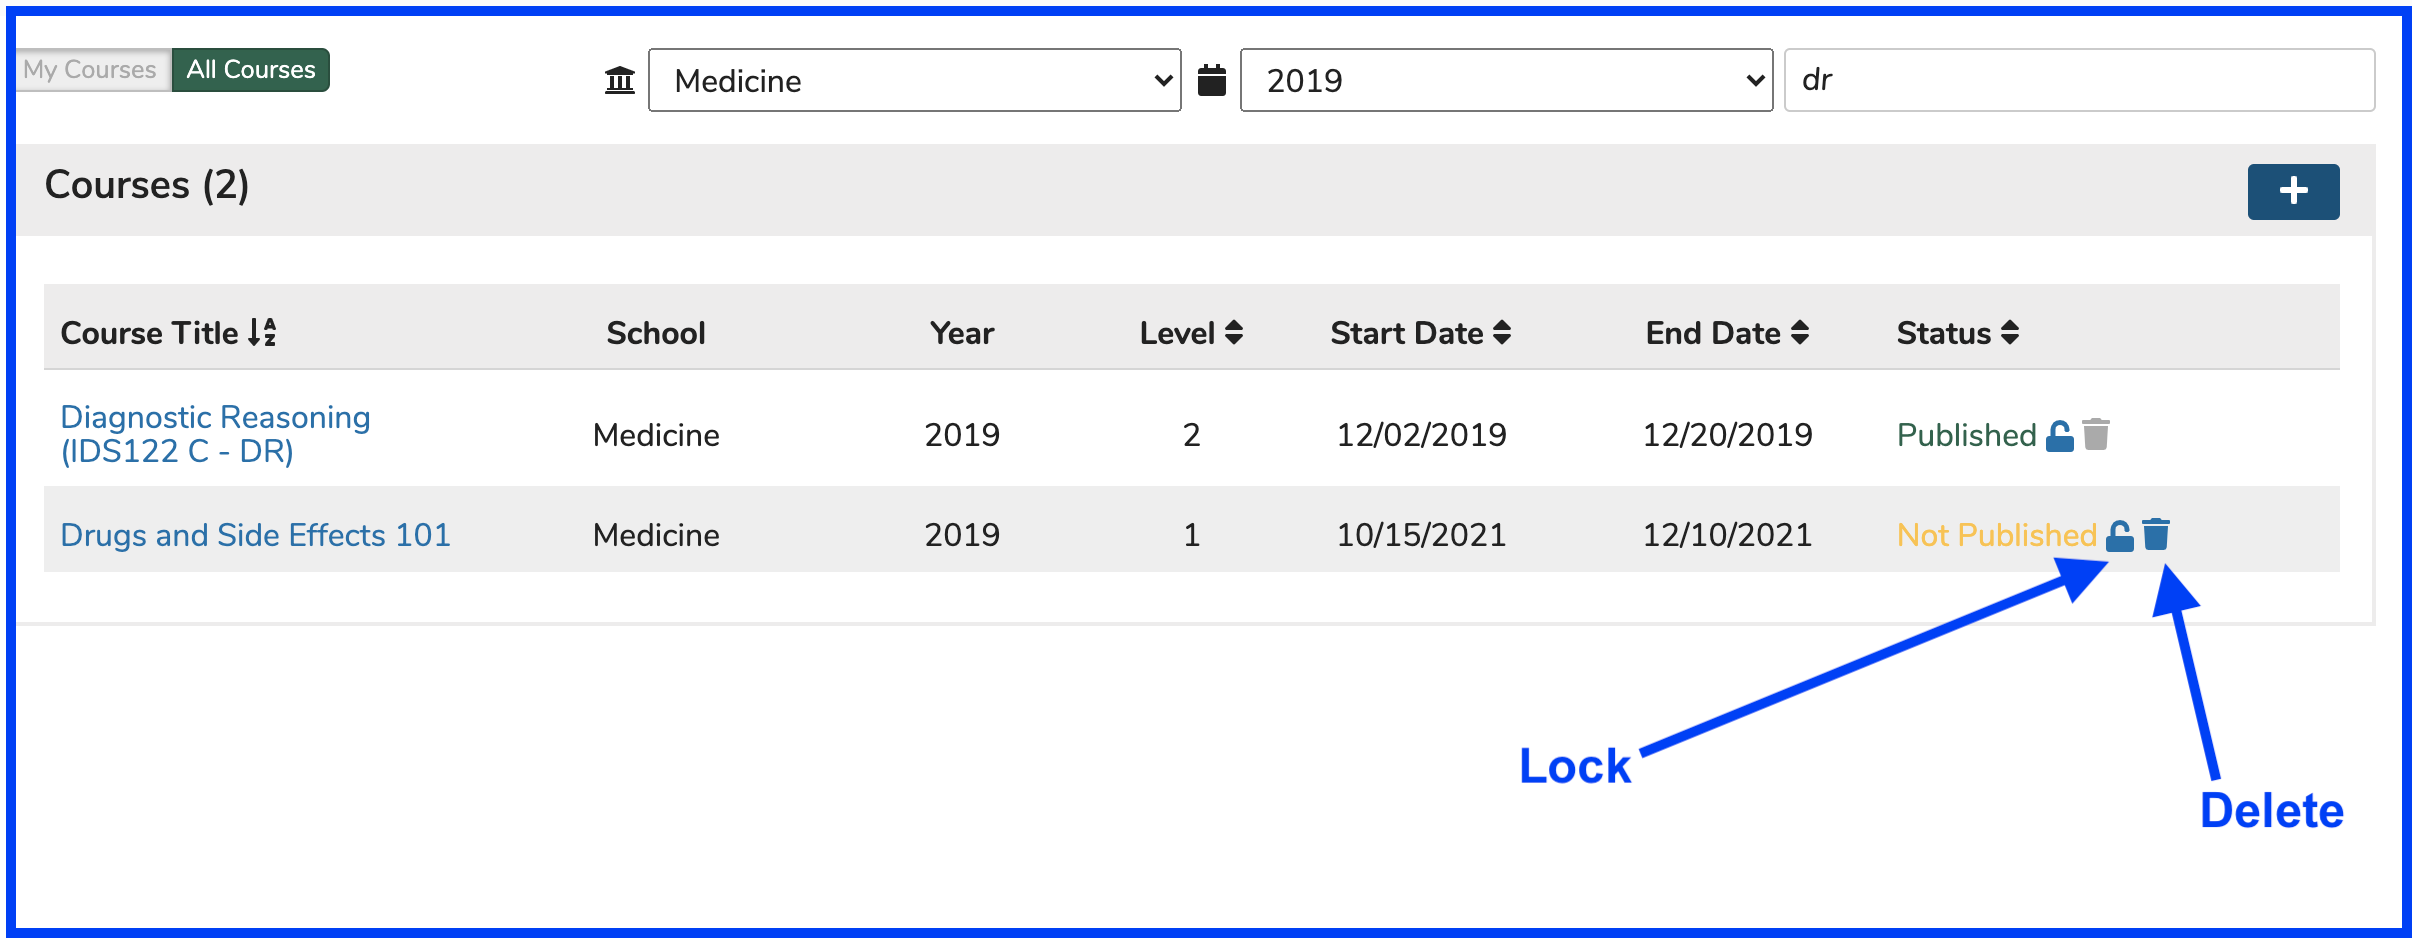 My Courses All Courses Medicine 2019 dr
Courses (2)
Course Title School Year Level Start Date End Date Status
Diagnostic Reasoning
(IDS122 C - DR) Medicine 2019 2 12/02/2019 12/20/2019 Published
Drugs and Side Effects 101 Medicine 2019 1 10/15/2021 12/10/2021 Not Published
Lock
Delete